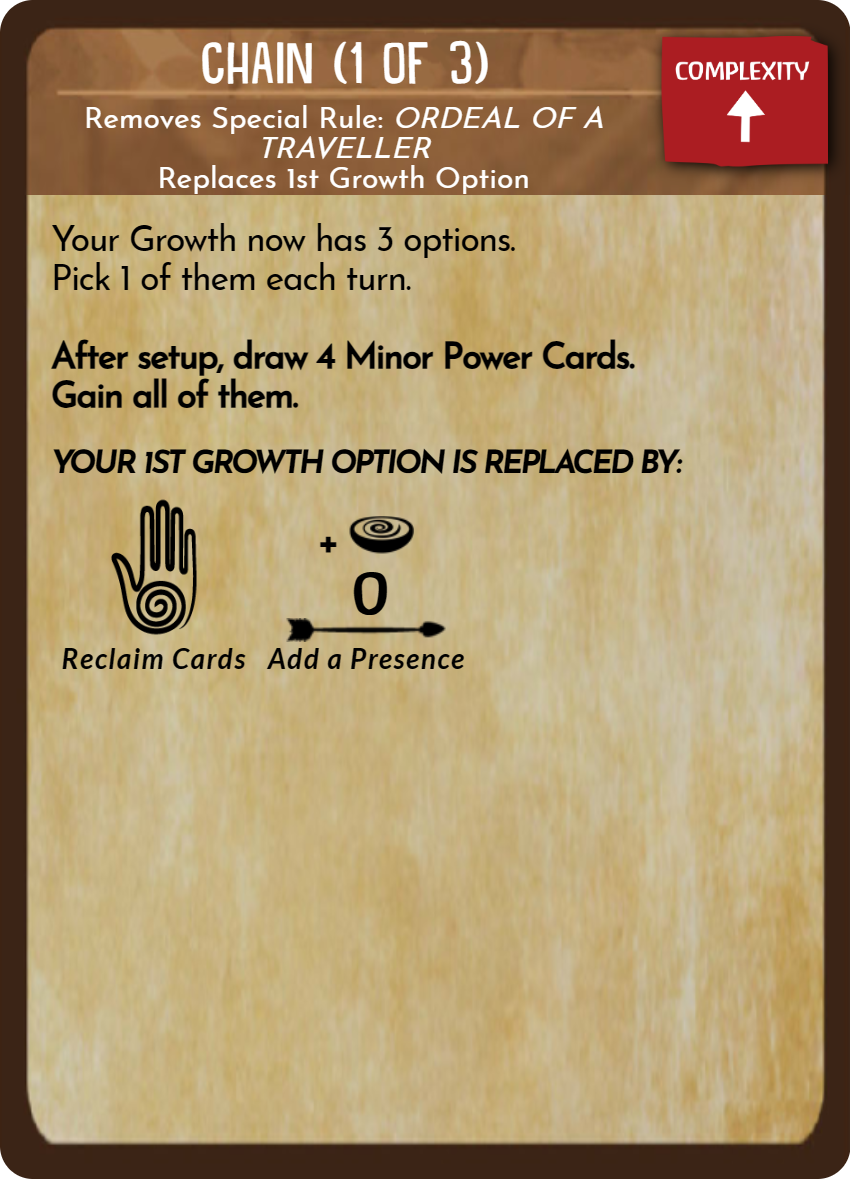 CHAIN (1 OF 3)
COMPLEXITY
Removes Special Rule: ORDEAL OF A
TRAVELLER
Replaces 1st Growth Option
Your Growth now has 3 options.
Pick 1 of them each turn.
After setup, draw 4 Minor Power Cards.
Gain all of them.
YOUR 1ST GROWTH OPTION IS REPLACED BY:
+
0
Reclaim Cards Add a Presence